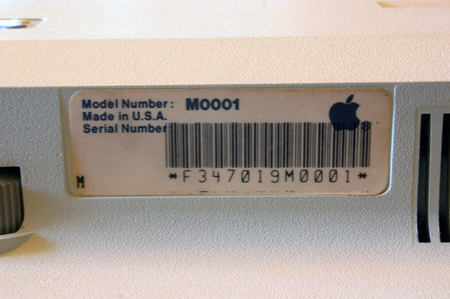 Model Number: M0001
Made in U.S.A.
Serial Number
*F347019M0001*
M